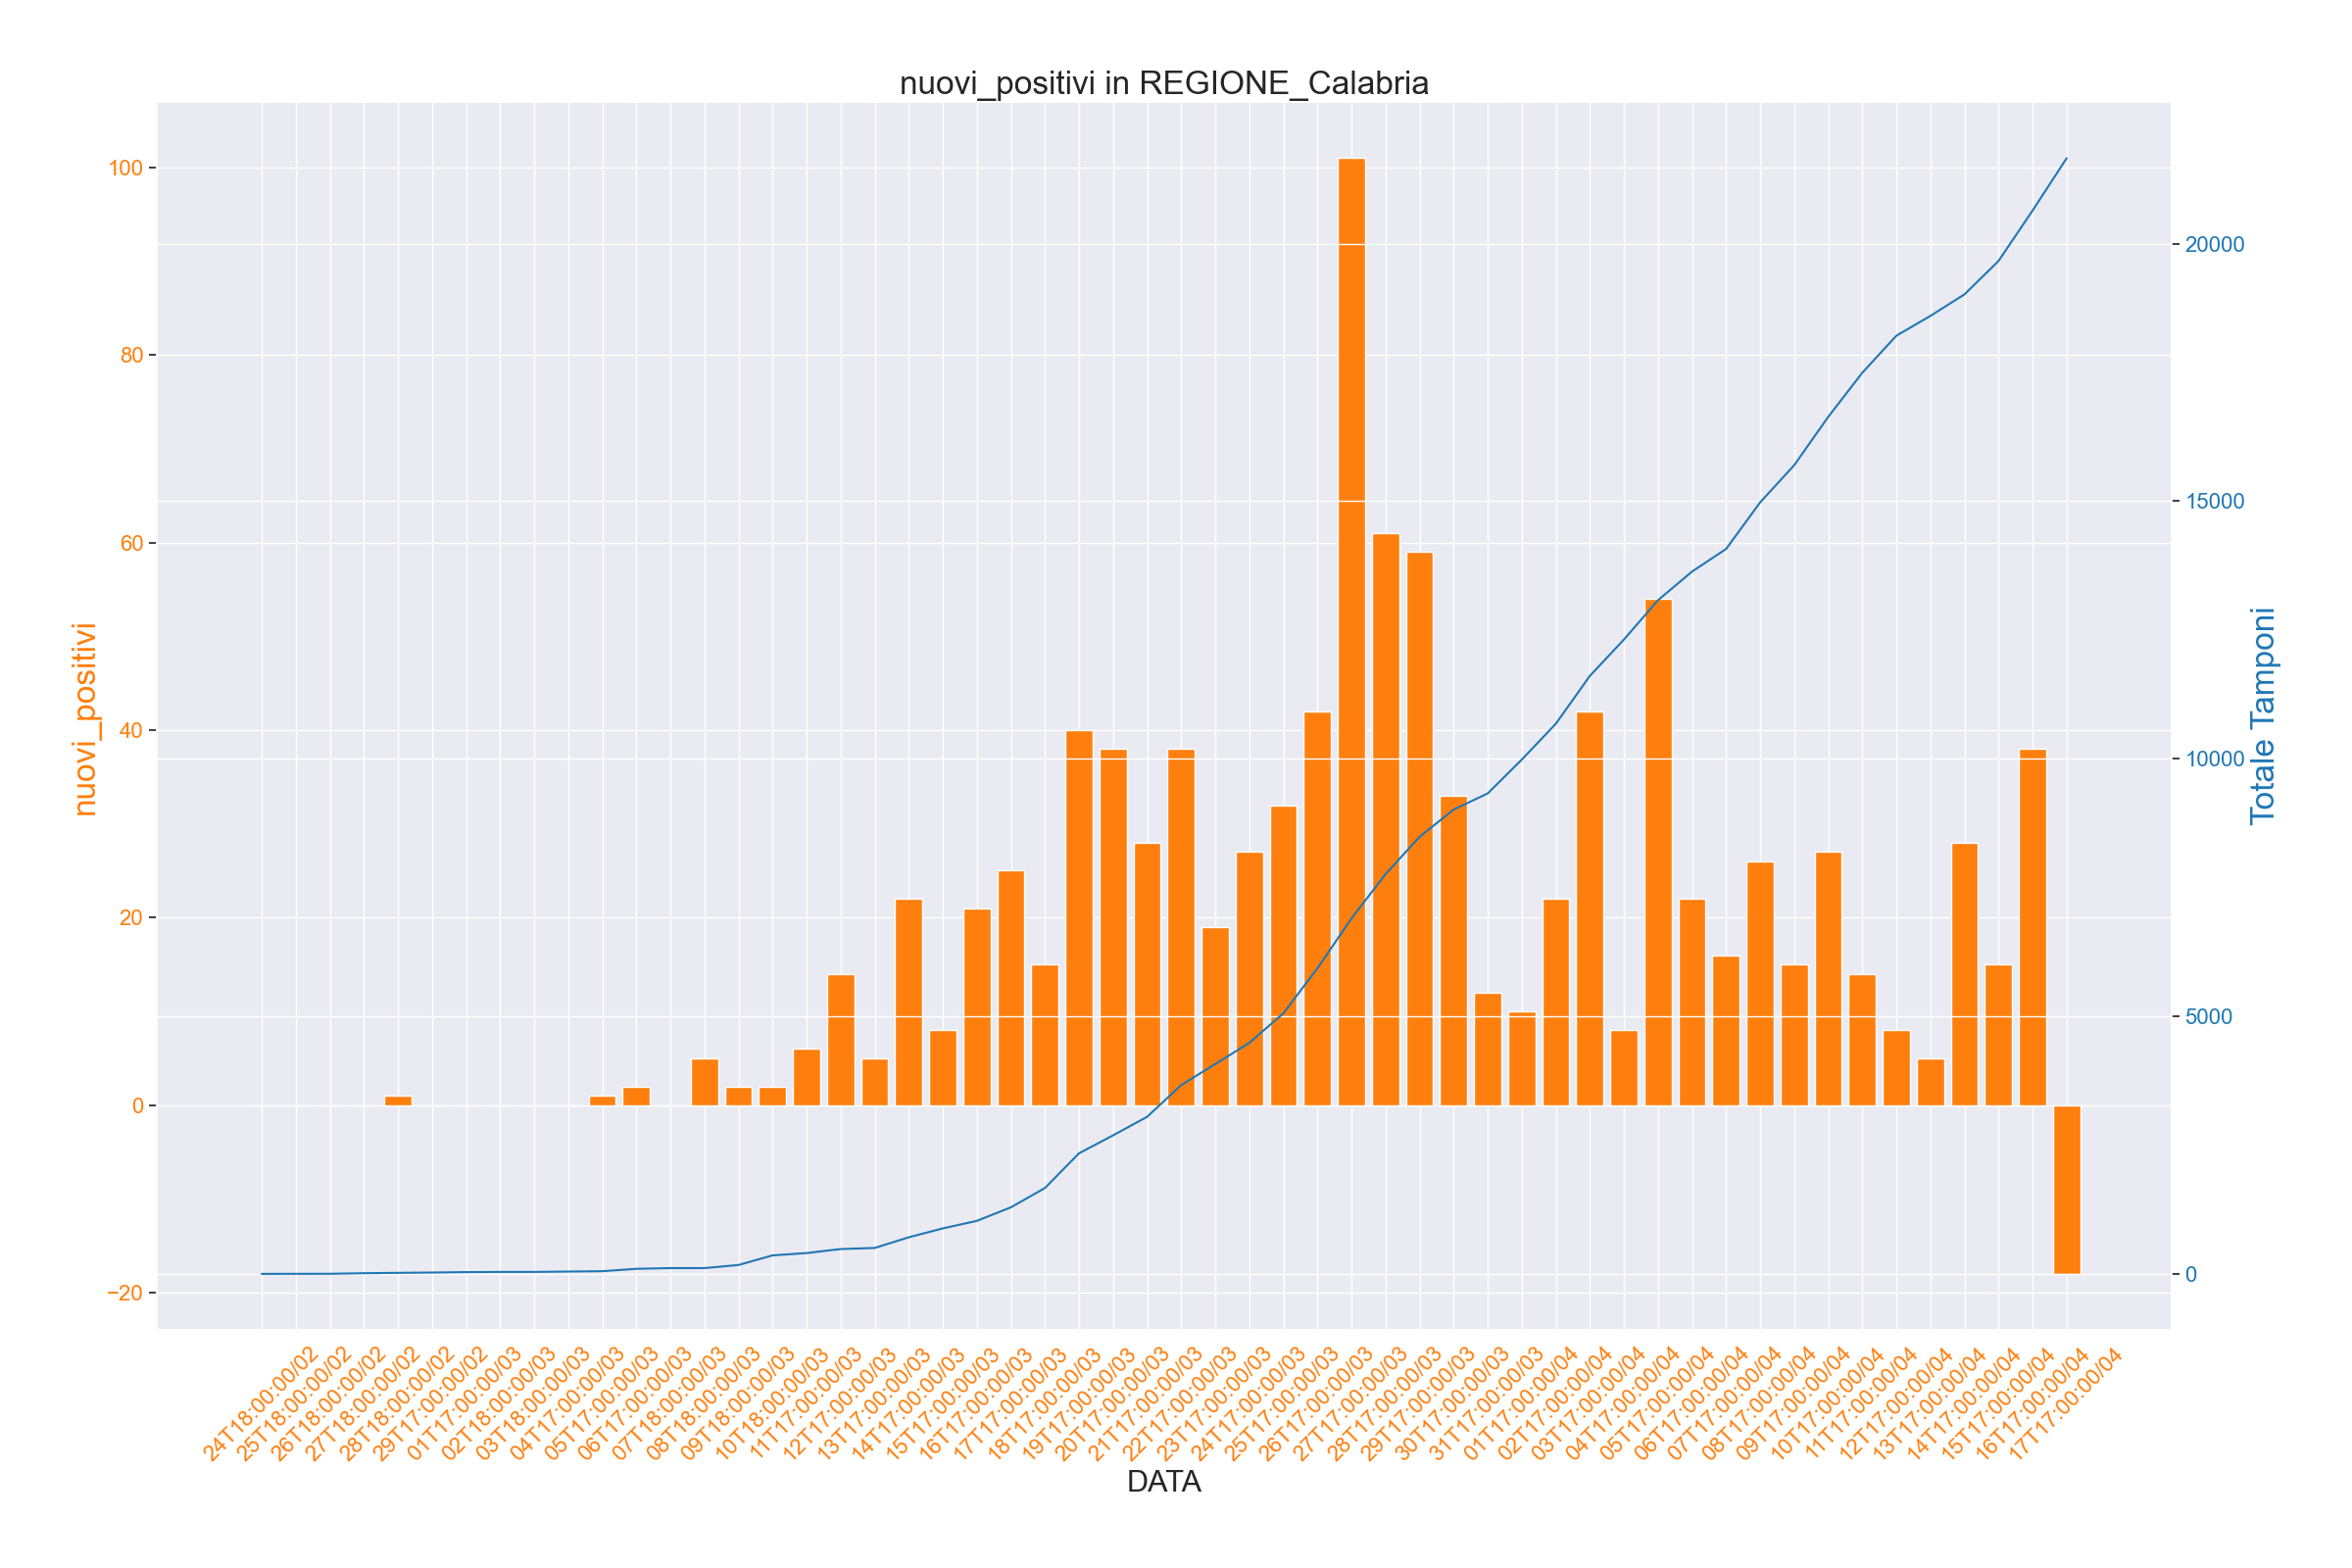 nuovi_positivi in REGIONE_Calabria
nuovi_positivi
100
80
60
40
20
0
−20
Totale Tamponi
20000
15000
10000
5000
0
24T18:00:00/02
25T18:00:00/02
26T18:00:00/02
27T18:00:00/02
28T18:00:00/02
29T17:00:00/02
01T17:00:00/03
02T18:00:00/03
03T18:00:00/03
04T17:00:00/03
05T17:00:00/03
06T17:00:00/03
07T18:00:00/03
08T18:00:00/03
09T18:00:00/03
10T18:00:00/03
11T17:00:00/03
12T17:00:00/03
13T17:00:00/03
14T17:00:00/03
15T17:00:00/03
16T17:00:00/03
17T17:00:00/03
18T17:00:00/03
19T17:00:00/03
20T17:00:00/03
21T17:00:00/03
22T17:00:00/03
23T17:00:00/03
24T17:00:00/03
25T17:00:00/03
26T17:00:00/03
27T17:00:00/03
28T17:00:00/03
29T17:00:00/03
30T17:00:00/03
31T17:00:00/03
01T17:00:00/04
02T17:00:00/04
03T17:00:00/04
04T17:00:00/04
05T17:00:00/04
06T17:00:00/04
07T17:00:00/04
08T17:00:00/04
09T17:00:00/04
10T17:00:00/04
11T17:00:00/04
12T17:00:00/04
13T17:00:00/04
14T17:00:00/04
15T17:00:00/04
16T17:00:00/04
17T17:00:00/04
DATA